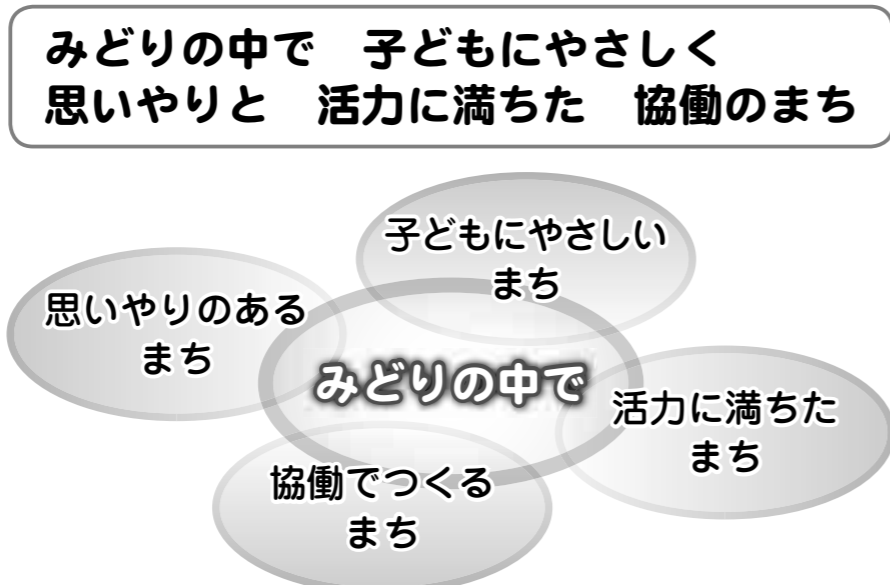 みどりの中で　子どもにやさしく
思いやりと　活力に満ちた　協働のまち
子どもにやさしい
まち
思いやりのある
まち
みどりの中で
活力に満ちた
まち
協働でつくる
まち